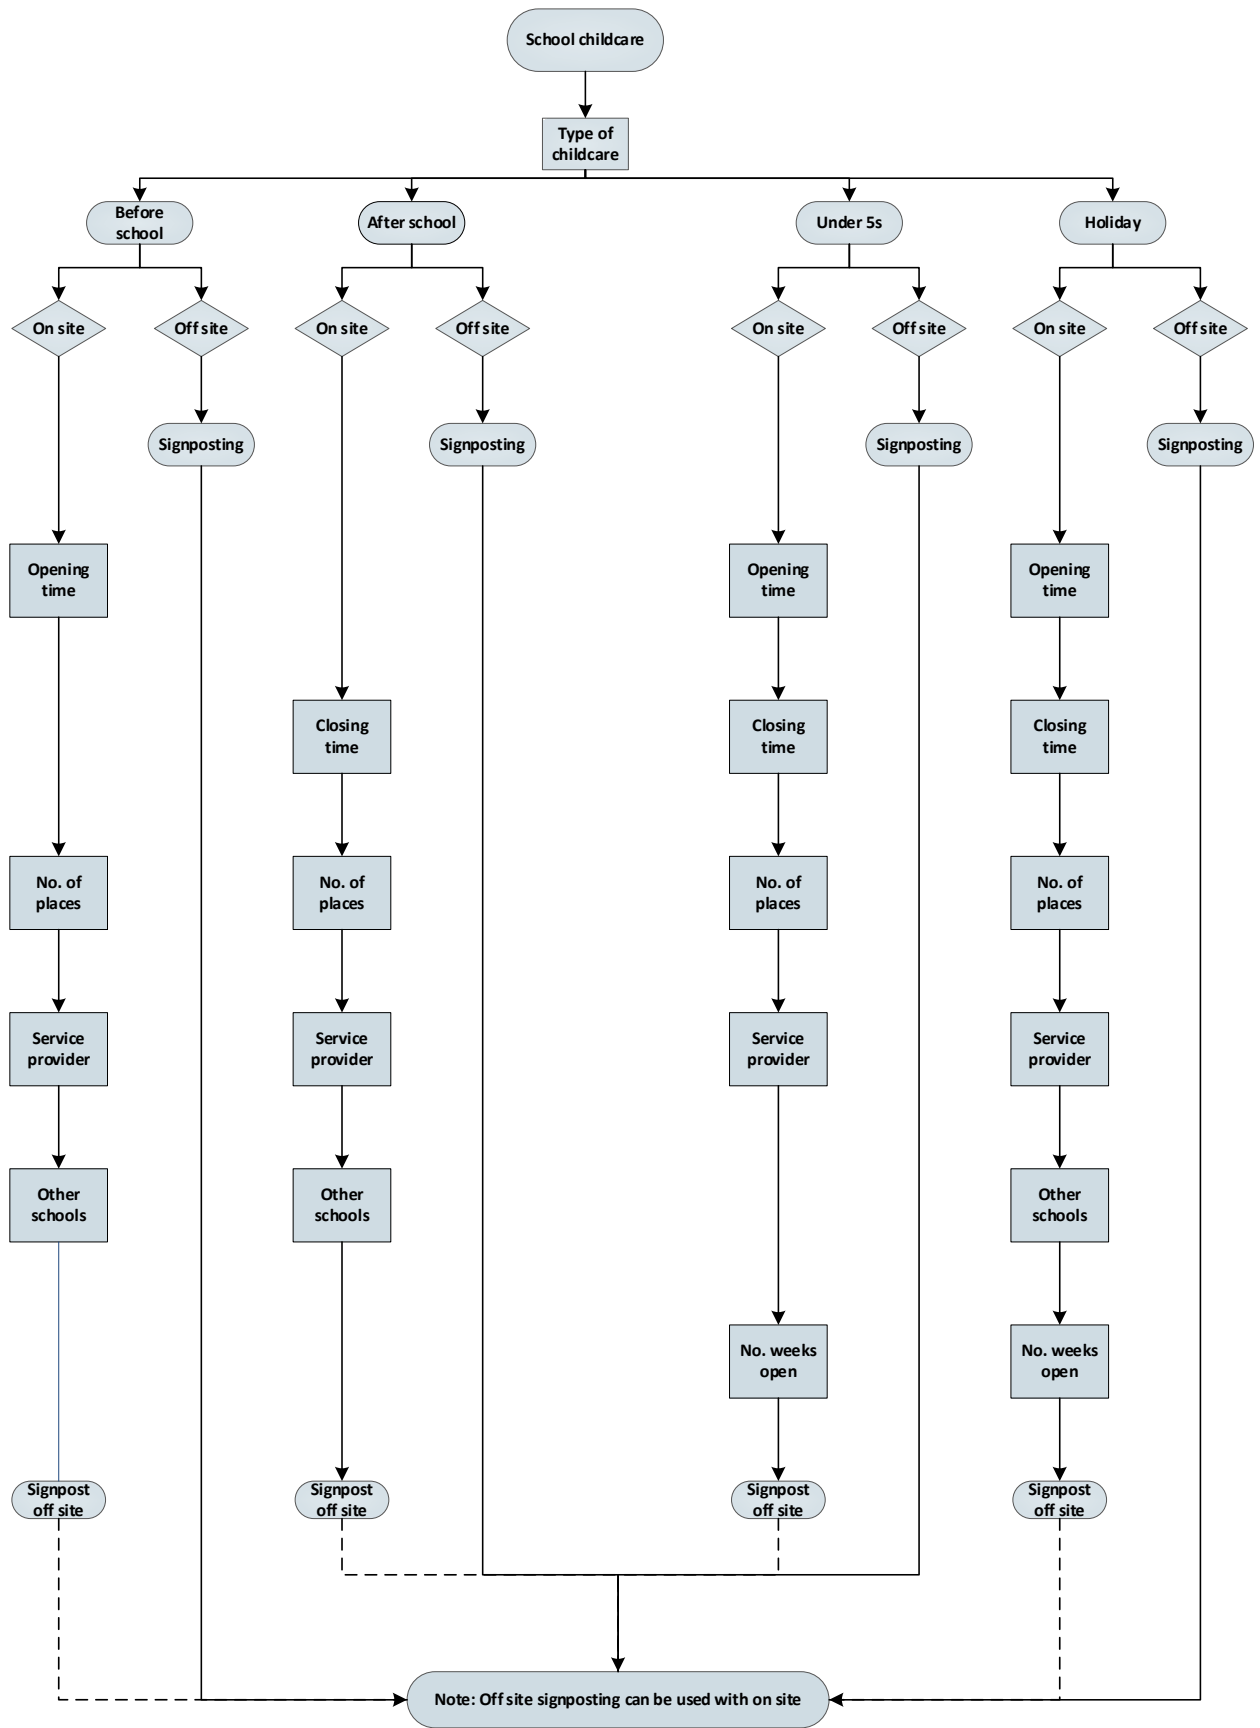 School childcare
Type of
childcare
Before
school
After school
Under 5s
Holiday
On site
Off site
On site
Off site
On site
Off site
On site
Off site
Signposting
Signposting
Signposting
Signposting
Opening
time
Opening
time
Opening
time
Closing
time
Closing
time
Closing
time
No. of
places
No. of
places
No. of
places
No. of
places
Service
provider
Service
provider
Service
provider
Service
provider
Other
schools
Other
schools
Other
schools
No. weeks
open
No. weeks
open
Signpost
off site
Signpost
off site
Signpost
off site
Signpost
off site
Note: Off site signposting can be used with on site